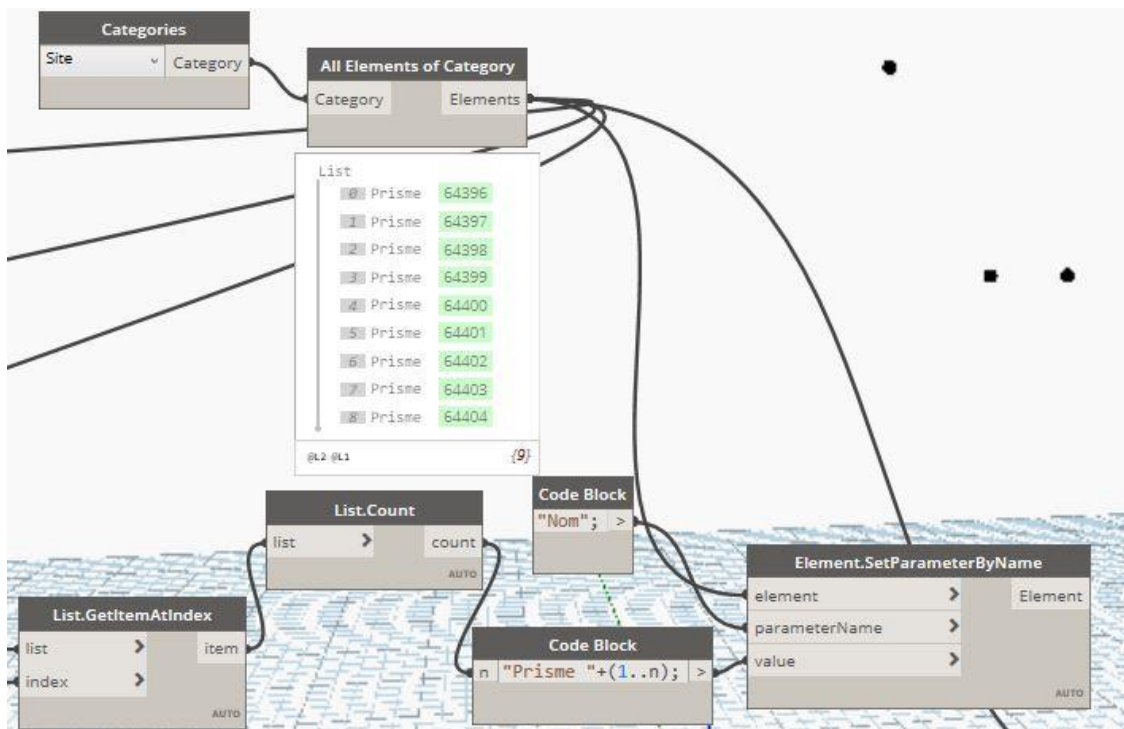 Categories
Site Category
All Elements of Category
Category Elements
List
0 Prisme 64396
1 Prisme 64397
2 Prisme 64398
3 Prisme 64399
4 Prisme 64400
5 Prisme 64401
6 Prisme 64402
7 Prisme 64403
8 Prisme 64404
@L2 @L1 {9}
Code Block
"Nom"; >
List.Count
list > count
AUTO
Element.SetParameterByName
element > Element
parameterName >
value >
AUTO
List.GetItemAtIndex
list > item
index >
AUTO
Code Block
n "Prisme "+(1..n); >